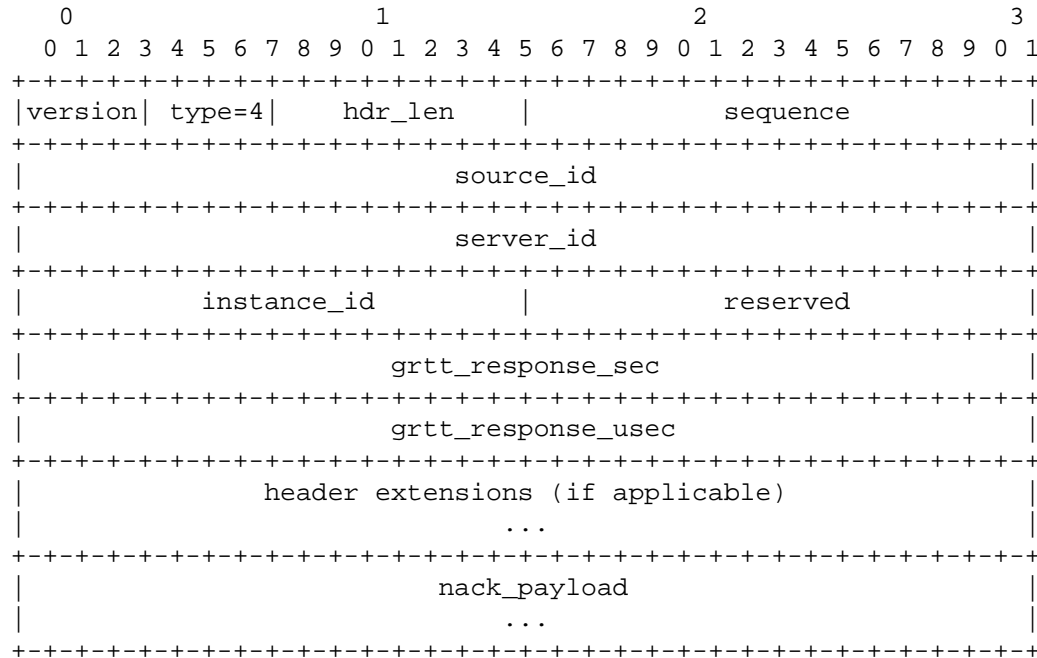 0                   1                   2                   3
0 1 2 3 4 5 6 7 8 9 0 1 2 3 4 5 6 7 8 9 0 1 2 3 4 5 6 7 8 9 0 1
+-+-+-+-+-+-+-+-+-+-+-+-+-+-+-+-+-+-+-+-+-+-+-+-+-+-+-+-+-+-+-+-+
|version| type=4|    hdr_len    |            sequence           |
+-+-+-+-+-+-+-+-+-+-+-+-+-+-+-+-+-+-+-+-+-+-+-+-+-+-+-+-+-+-+-+-+
|                           source_id                           |
+-+-+-+-+-+-+-+-+-+-+-+-+-+-+-+-+-+-+-+-+-+-+-+-+-+-+-+-+-+-+-+-+
|                           server_id                           |
+-+-+-+-+-+-+-+-+-+-+-+-+-+-+-+-+-+-+-+-+-+-+-+-+-+-+-+-+-+-+-+-+
|           instance_id         |            reserved           |
+-+-+-+-+-+-+-+-+-+-+-+-+-+-+-+-+-+-+-+-+-+-+-+-+-+-+-+-+-+-+-+-+
|                       grtt_response_sec                       |
+-+-+-+-+-+-+-+-+-+-+-+-+-+-+-+-+-+-+-+-+-+-+-+-+-+-+-+-+-+-+-+-+
|                       grtt_response_usec                      |
+-+-+-+-+-+-+-+-+-+-+-+-+-+-+-+-+-+-+-+-+-+-+-+-+-+-+-+-+-+-+-+-+
|               header extensions (if applicable)               |
|                              ...                              |
+-+-+-+-+-+-+-+-+-+-+-+-+-+-+-+-+-+-+-+-+-+-+-+-+-+-+-+-+-+-+-+-+
|                          nack_payload                         |
|                              ...                              |
+-+-+-+-+-+-+-+-+-+-+-+-+-+-+-+-+-+-+-+-+-+-+-+-+-+-+-+-+-+-+-+-+